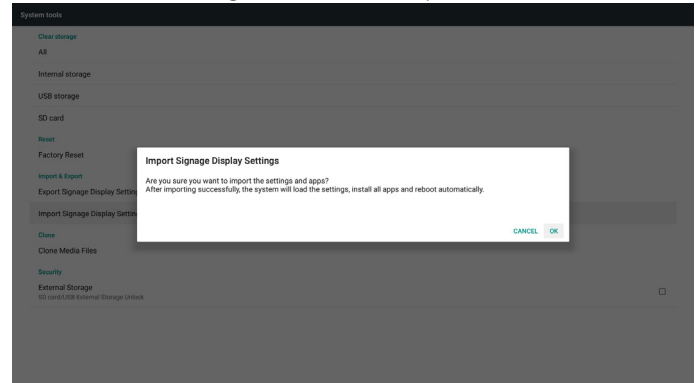 System tools
Clear storage
All
Internal storage
USB storage
SD card
Reset
Factory Reset
Import & Export
Export Signage Display Setting
Import Signage Display Setting
Clone
Clone Media Files
Security
External Storage
SD card/USB External Storage Unlock
Import Signage Display Settings
Are you sure you want to import the settings and apps?
After importing successfully, the system will load the settings, install all apps and reboot automatically.
CANCEL OK